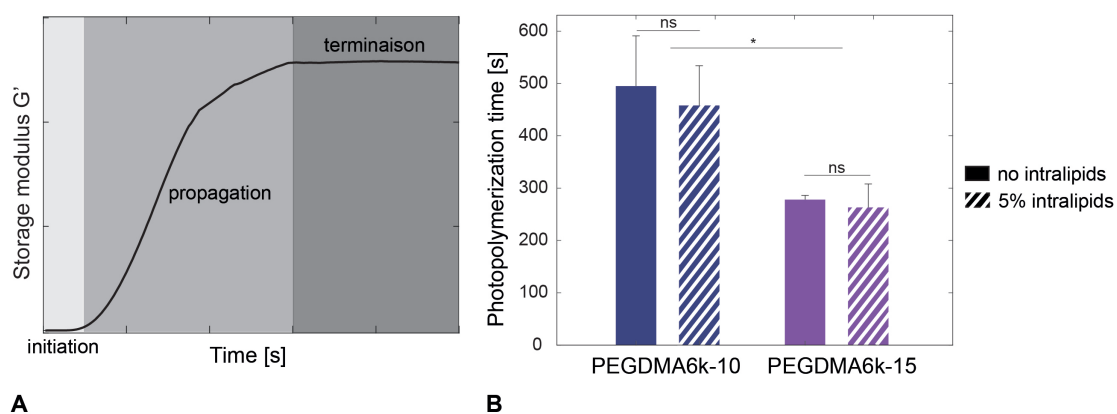 Storage modulus G'
terminaison
propagation
initiation
Time [s]
A
Photopolymerization time [s]
600
500
400
300
200
100
0
ns
*
ns
PEGDMA6k-10
PEGDMA6k-15
no intralipids
5% intralipids
B